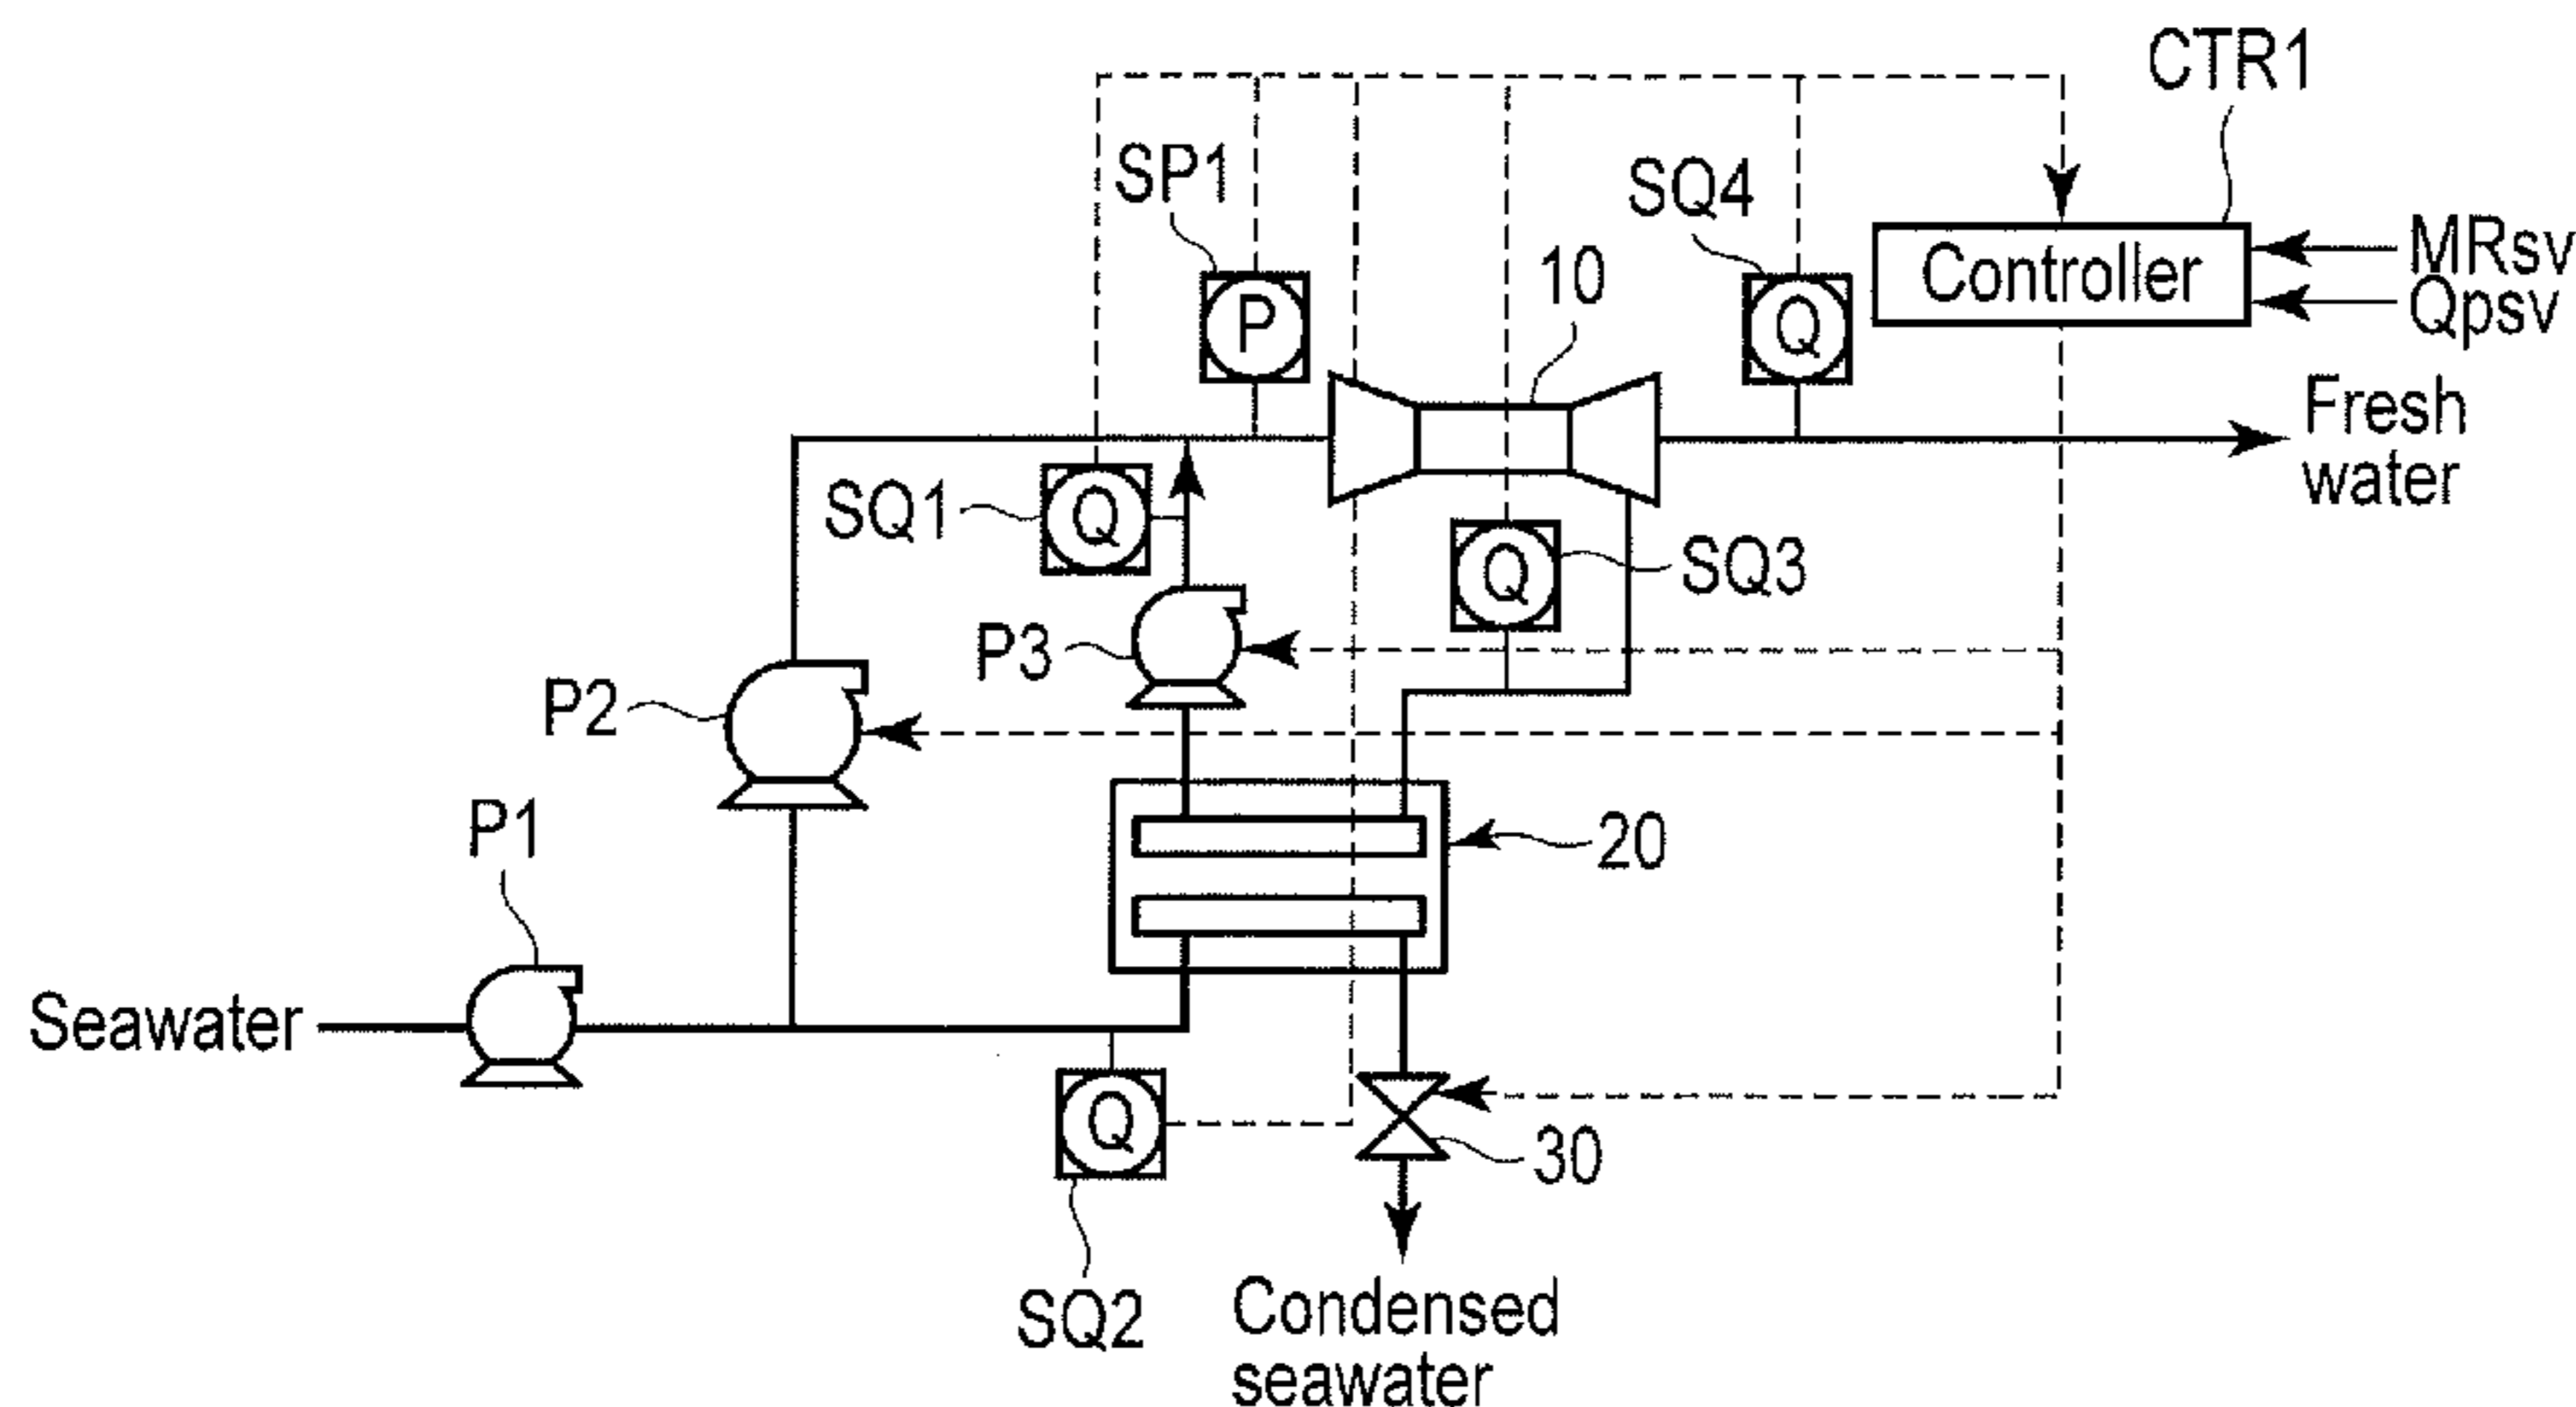 CTR1
SP1
SQ4
MRsv
Controller
10
Qpsv
P
Q
Fresh
water
SQ1
Q
Q
SQ3
P3
P2
P1
20
Seawater
Q
30
SQ2
Condensed
seawater